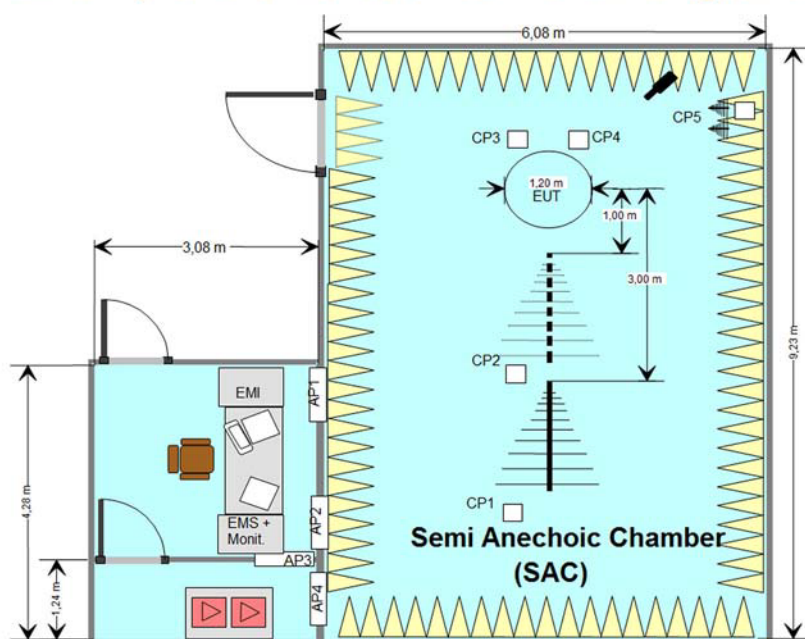 6,08 m
CP5
CP3
CP4
1,20 m
EUT
1,00 m
3,08 m
3,00 m
9,23 m
EMI
AP1
CP2
4,28 m
EMS +
Monit.
AP2
CP1
Semi Anechoic Chamber
(SAC)
AP3
1,24 m
AP4